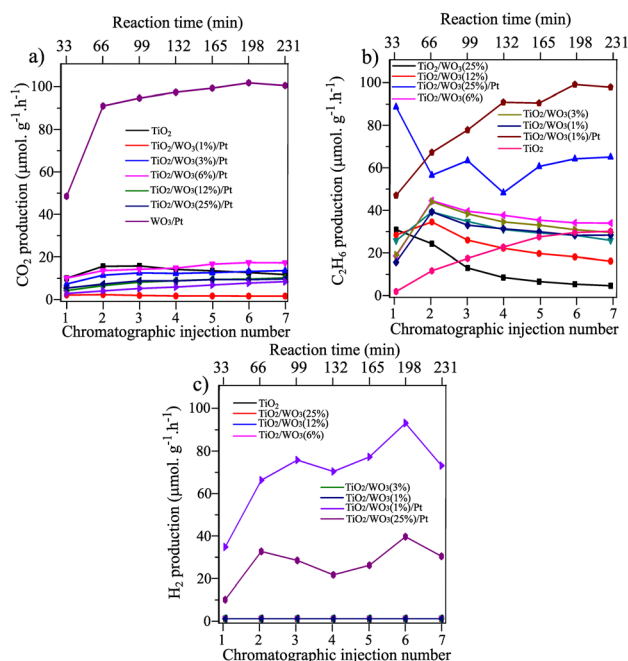 Reaction time (min)
33 66 99 132 165 198 231
a)
100
80
60
40
20
0
CO₂ production (μmol. g⁻¹.h⁻¹)
TiO₂
TiO₂/WO₃(1%)/Pt
TiO₂/WO₃(3%)/Pt
TiO₂/WO₃(6%)/Pt
TiO₂/WO₃(12%)/Pt
TiO₂/WO₃(25%)/Pt
WO₃/Pt
1 2 3 4 5 6 7
Chromatographic injection number
Reaction time (min)
33 66 99 132 165 198 231
b)
100
80
60
40
20
0
C₂H₆ production (μmol. g⁻¹.h⁻¹)
TiO₂/WO₃(25%)
TiO₂/WO₃(12%)
TiO₂/WO₃(25%)/Pt
TiO₂/WO₃(6%)
TiO₂/WO₃(3%)
TiO₂/WO₃(1%)
TiO₂/WO₃(1%)/Pt
TiO₂
1 2 3 4 5 6 7
Chromatographic injection number
Reaction time (min)
33 66 99 132 165 198 231
c)
100
80
60
40
20
0
H₂ production (μmol. g⁻¹.h⁻¹)
TiO₂
TiO₂/WO₃(25%)
TiO₂/WO₃(12%)
TiO₂/WO₃(6%)
TiO₂/WO₃(3%)
TiO₂/WO₃(1%)
TiO₂/WO₃(1%)/Pt
TiO₂/WO₃(25%)/Pt
1 2 3 4 5 6 7
Chromatographic injection number